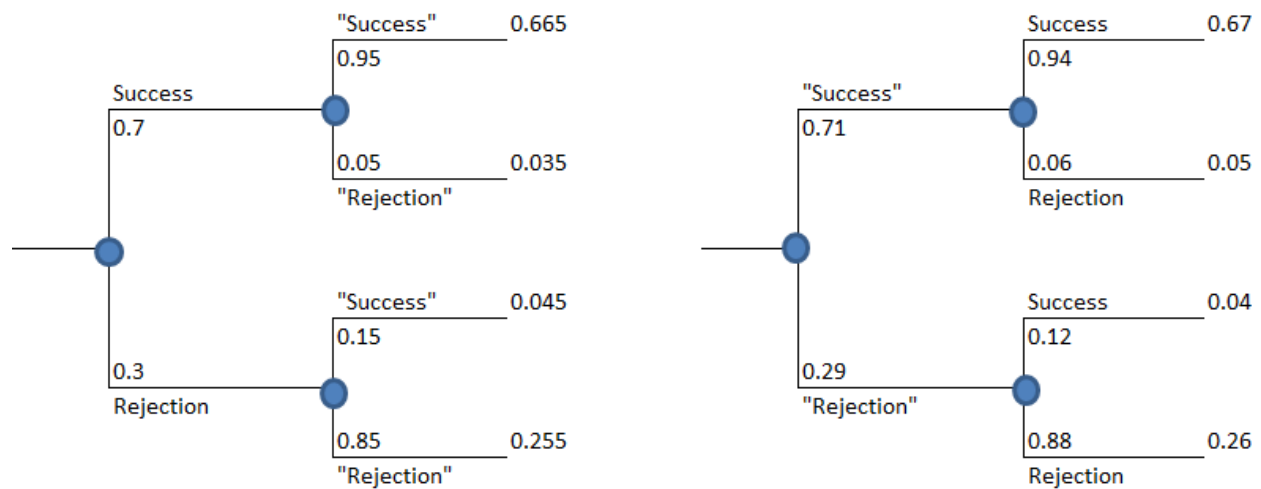 "Success" 0.665
0.95
Success
0.7
0.05 0.035
"Rejection"
"Success" 0.045
0.15
0.3
Rejection
0.85 0.255
"Rejection"
Success 0.67
0.94
"Success"
0.71
0.06 0.05
Rejection
Success 0.04
0.12
0.29
"Rejection"
0.88 0.26
Rejection